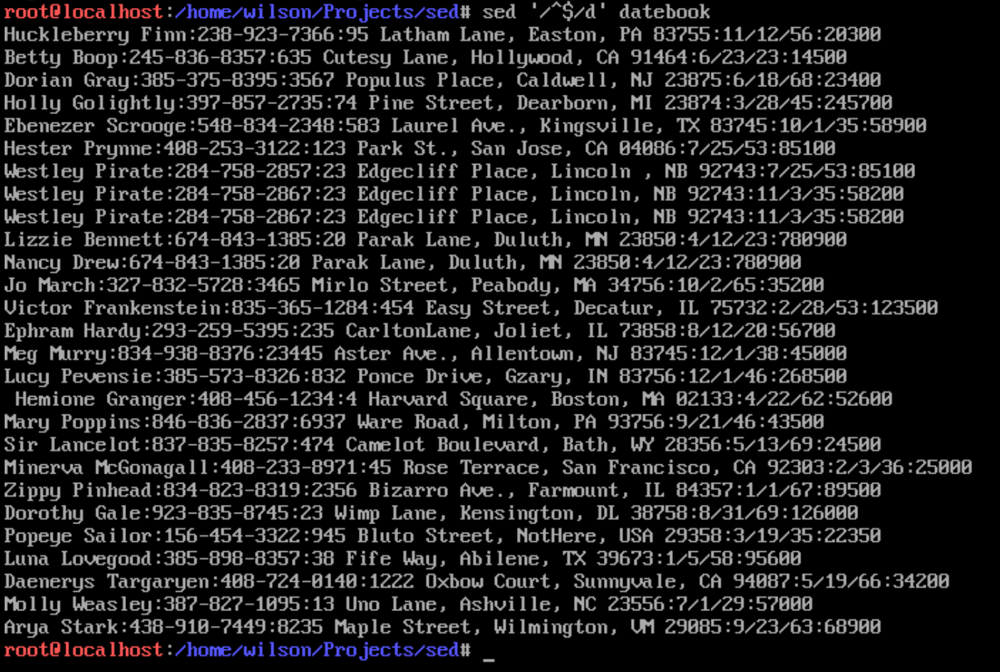 root@localhost:/home/wilson/Projects/sed# sed '/^$/d' datebook
Huckleberry Finn:238-923-7366:95 Latham Lane, Easton, PA 83755:11/12/56:20300
Betty Boop:245-836-8357:635 Cutesy Lane, Hollywood, CA 91464:6/23/23:14500
Dorian Gray:385-375-8395:3567 Populus Place, Caldwell, NJ 23875:6/18/68:23400
Holly Golightly:397-857-2735:74 Pine Street, Dearborn, MI 23874:3/28/45:245700
Ebenezer Scrooge:548-834-2348:583 Laurel Ave., Kingsville, TX 83745:10/1/35:58900
Hester Prynne:408-253-3122:123 Park St., San Jose, CA 04086:7/25/53:85100
Westley Pirate:284-758-2857:23 Edgecliff Place, Lincoln , NB 92743:7/25/53:85100
Westley Pirate:284-758-2867:23 Edgecliff Place, Lincoln, NB 92743:11/3/35:58200
Westley Pirate:284-758-2867:23 Edgecliff Place, Lincoln, NB 92743:11/3/35:58200
Lizzie Bennett:674-843-1385:20 Parak Lane, Duluth, MN 23850:4/12/23:780900
Nancy Drew:674-843-1385:20 Parak Lane, Duluth, MN 23850:4/12/23:780900
Jo March:327-832-5728:3465 Mirlo Street, Peabody, MA 34756:10/2/65:35200
Victor Frankenstein:835-365-1284:454 Easy Street, Decatur, IL 75732:2/28/53:123500
Ephram Hardy:293-259-5395:235 CarltonLane, Joliet, IL 73858:8/12/20:56700
Meg Murry:834-938-8376:23445 Aster Ave., Allentown, NJ 83745:12/1/38:45000
Lucy Pevensie:385-573-8326:832 Ponce Drive, Gzary, IN 83756:12/1/46:268500
 Hemione Granger:408-456-1234:4 Harvard Square, Boston, MA 02133:4/22/62:52600
Mary Poppins:846-836-2837:6937 Ware Road, Milton, PA 93756:9/21/46:43500
Sir Lancelot:837-835-8257:474 Camelot Boulevard, Bath, WY 28356:5/13/69:24500
Minerva McGonagall:408-233-8971:45 Rose Terrace, San Francisco, CA 92303:2/3/36:25000
Zippy Pinhead:834-823-8319:2356 Bizarro Ave., Farmount, IL 84357:1/1/67:89500
Dorothy Gale:923-835-8745:23 Wimp Lane, Kensington, DL 38758:8/31/69:126000
Popeye Sailor:156-454-3322:945 Bluto Street, NotHere, USA 29358:3/19/35:22350
Luna Lovegood:385-898-8357:38 Fife Way, Abilene, TX 39673:1/5/58:95600
Daenerys Targaryen:408-724-0140:1222 Oxbow Court, Sunnyvale, CA 94087:5/19/66:34200
Molly Weasley:387-827-1095:13 Uno Lane, Ashville, NC 23556:7/1/29:57000
Arya Stark:438-910-7449:8235 Maple Street, Wilmington, VM 29085:9/23/63:68900
root@localhost:/home/wilson/Projects/sed# _